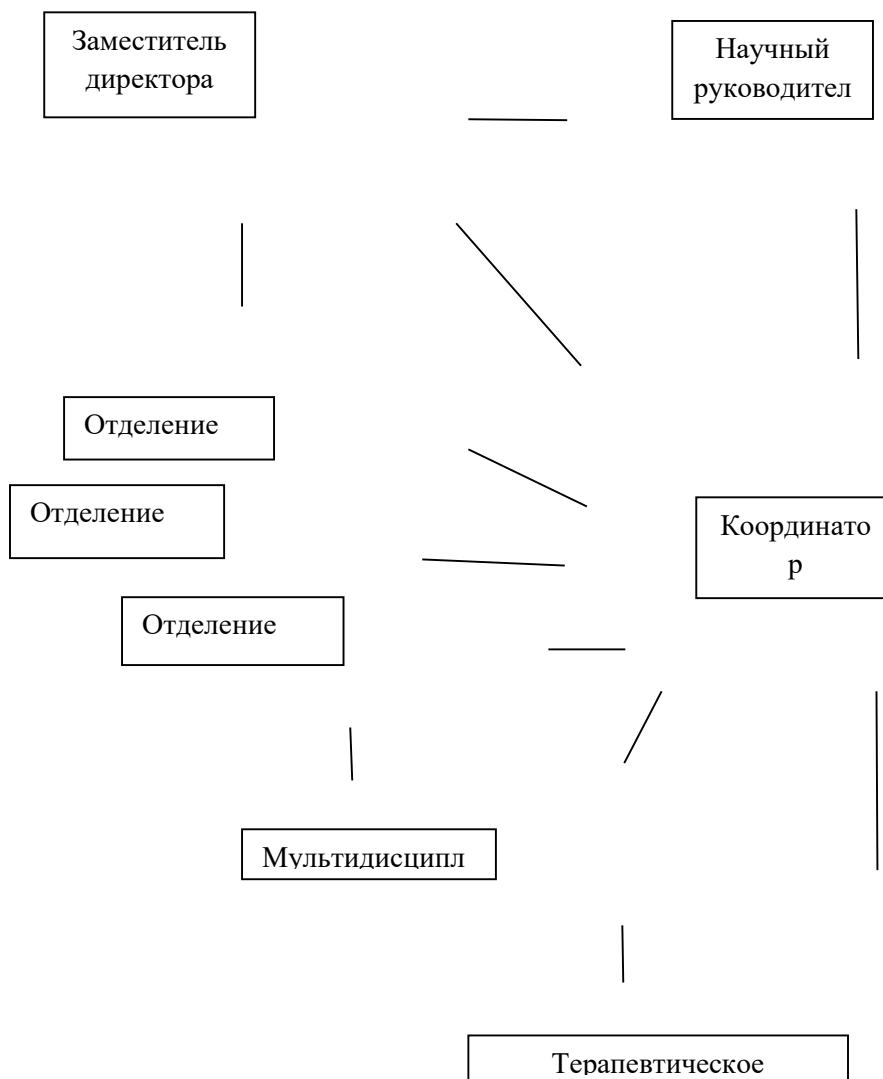 Заместитель
директора
Научный
руководител
Отделение
Отделение
Координато
р
Отделение
Мультидисципл
Терапевтическое